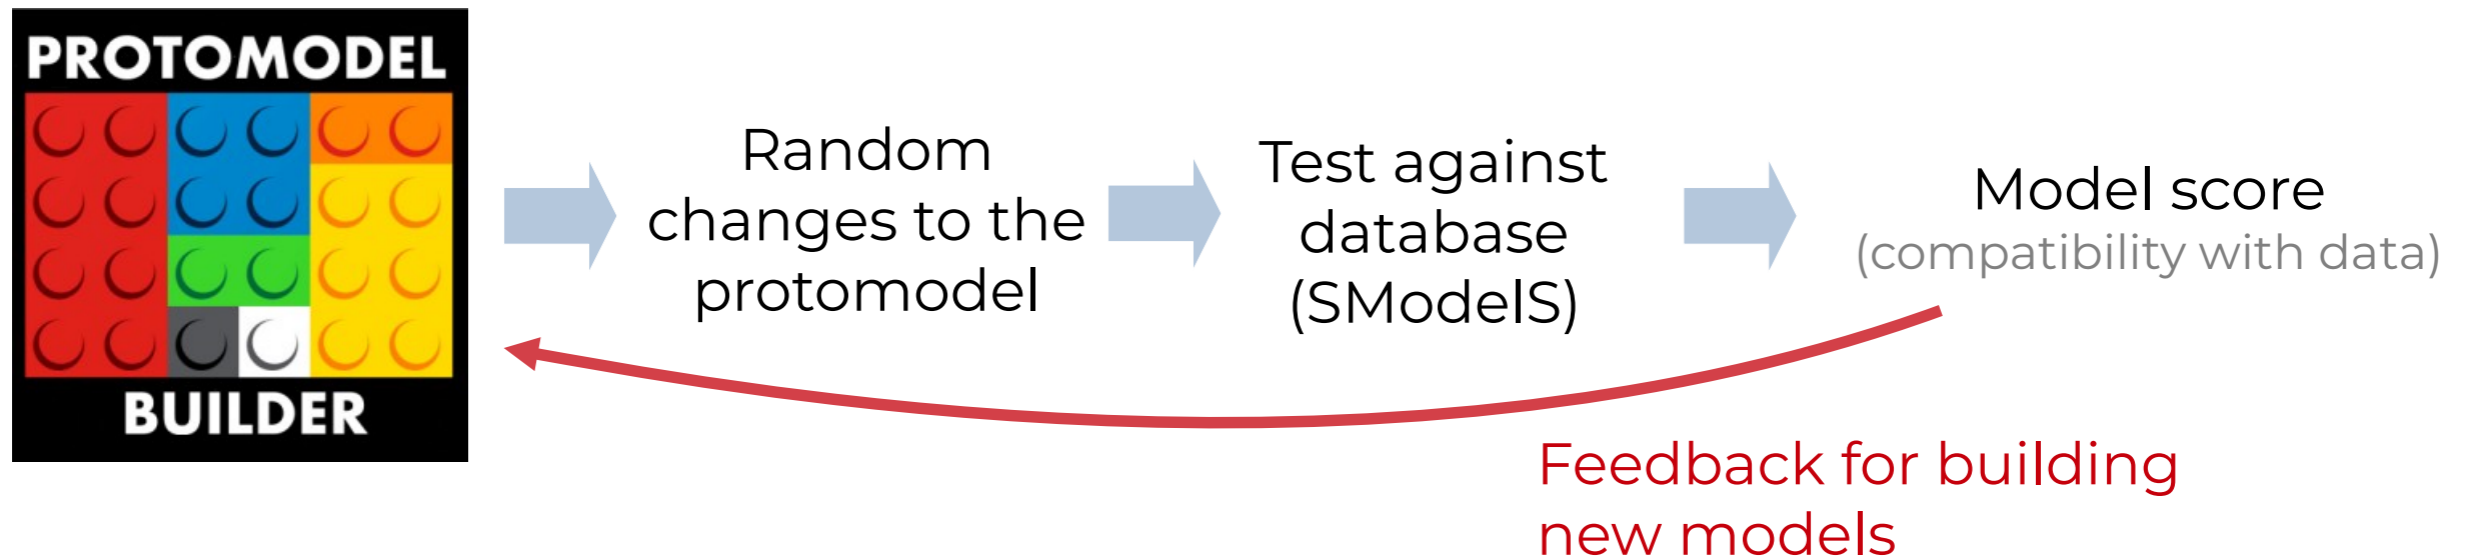 PROTOMODEL
BUILDER
Random
changes to the
protomodel
Test against
database
(SModelS)
Model score
(compatibility with data)
Feedback for building
new models